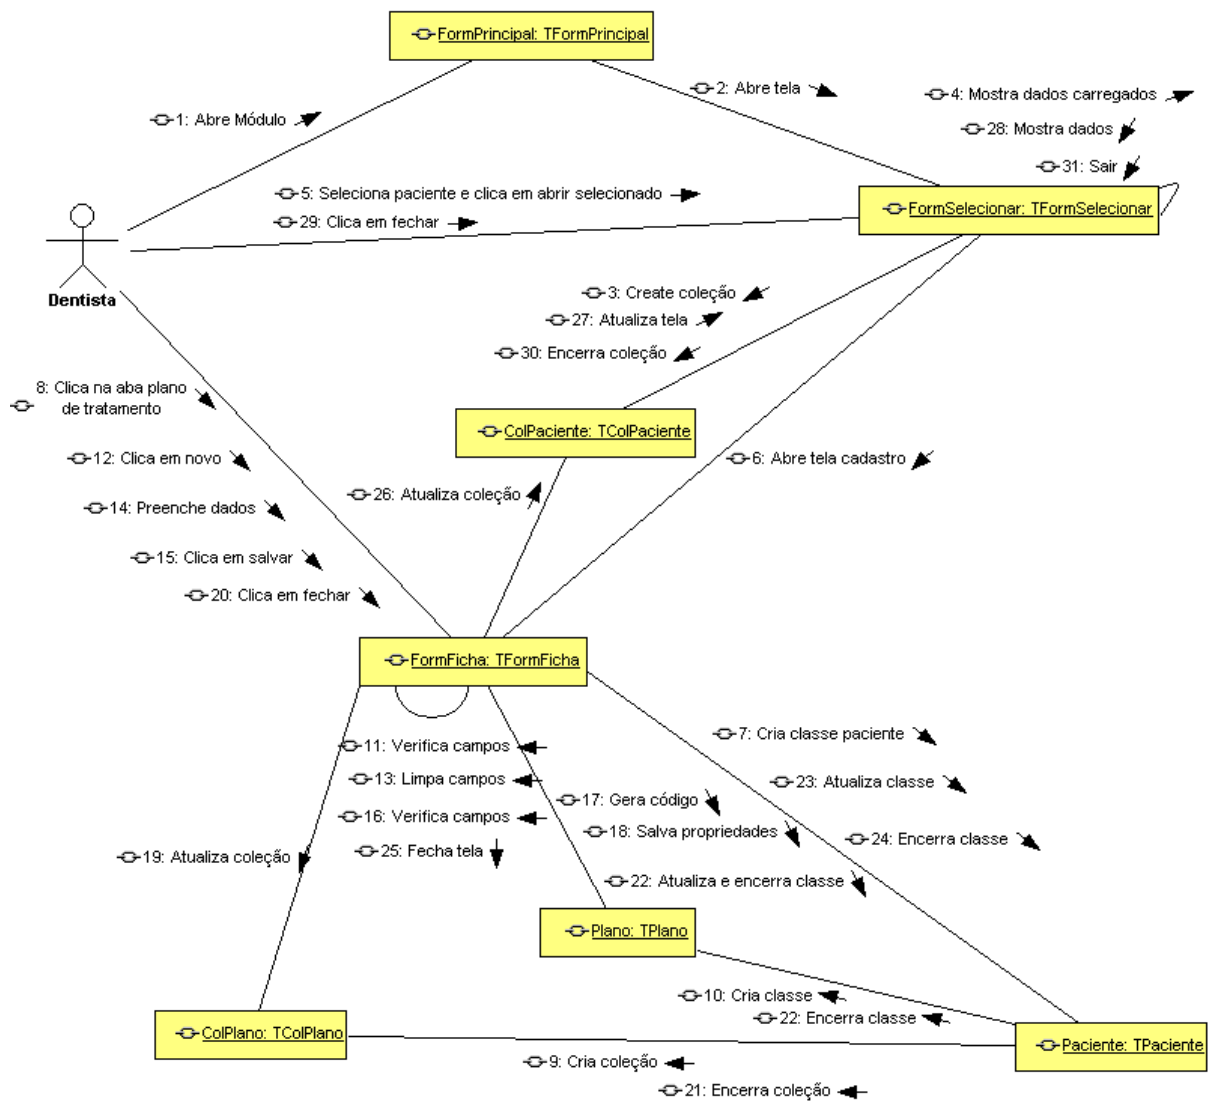 FormPrincipal: TFormPrincipal
2: Abre tela
4: Mostra dados carregados
1: Abre Módulo
28: Mostra dados
31: Sair
5: Seleciona paciente e clica em abrir selecionado
29: Clica em fechar
FormSelecionar: TFormSelecionar
Dentista
3: Create coleção
27: Atualiza tela
30: Encerra coleção
8: Clica na aba plano
de tratamento
ColPaciente: TColPaciente
12: Clica em novo
6: Abre tela cadastro
26: Atualiza coleção
14: Preenche dados
15: Clica em salvar
20: Clica em fechar
FormFicha: TFormFicha
7: Cria classe paciente
11: Verifica campos
13: Limpa campos
23: Atualiza classe
17: Gera código
16: Verifica campos
18: Salva propriedades
24: Encerra classe
25: Fecha tela
19: Atualiza coleção
22: Atualiza e encerra classe
Plano: TPlano
10: Cria classe
22: Encerra classe
ColPlano: TColPlano
Paciente: TPaciente
9: Cria coleção
21: Encerra coleção